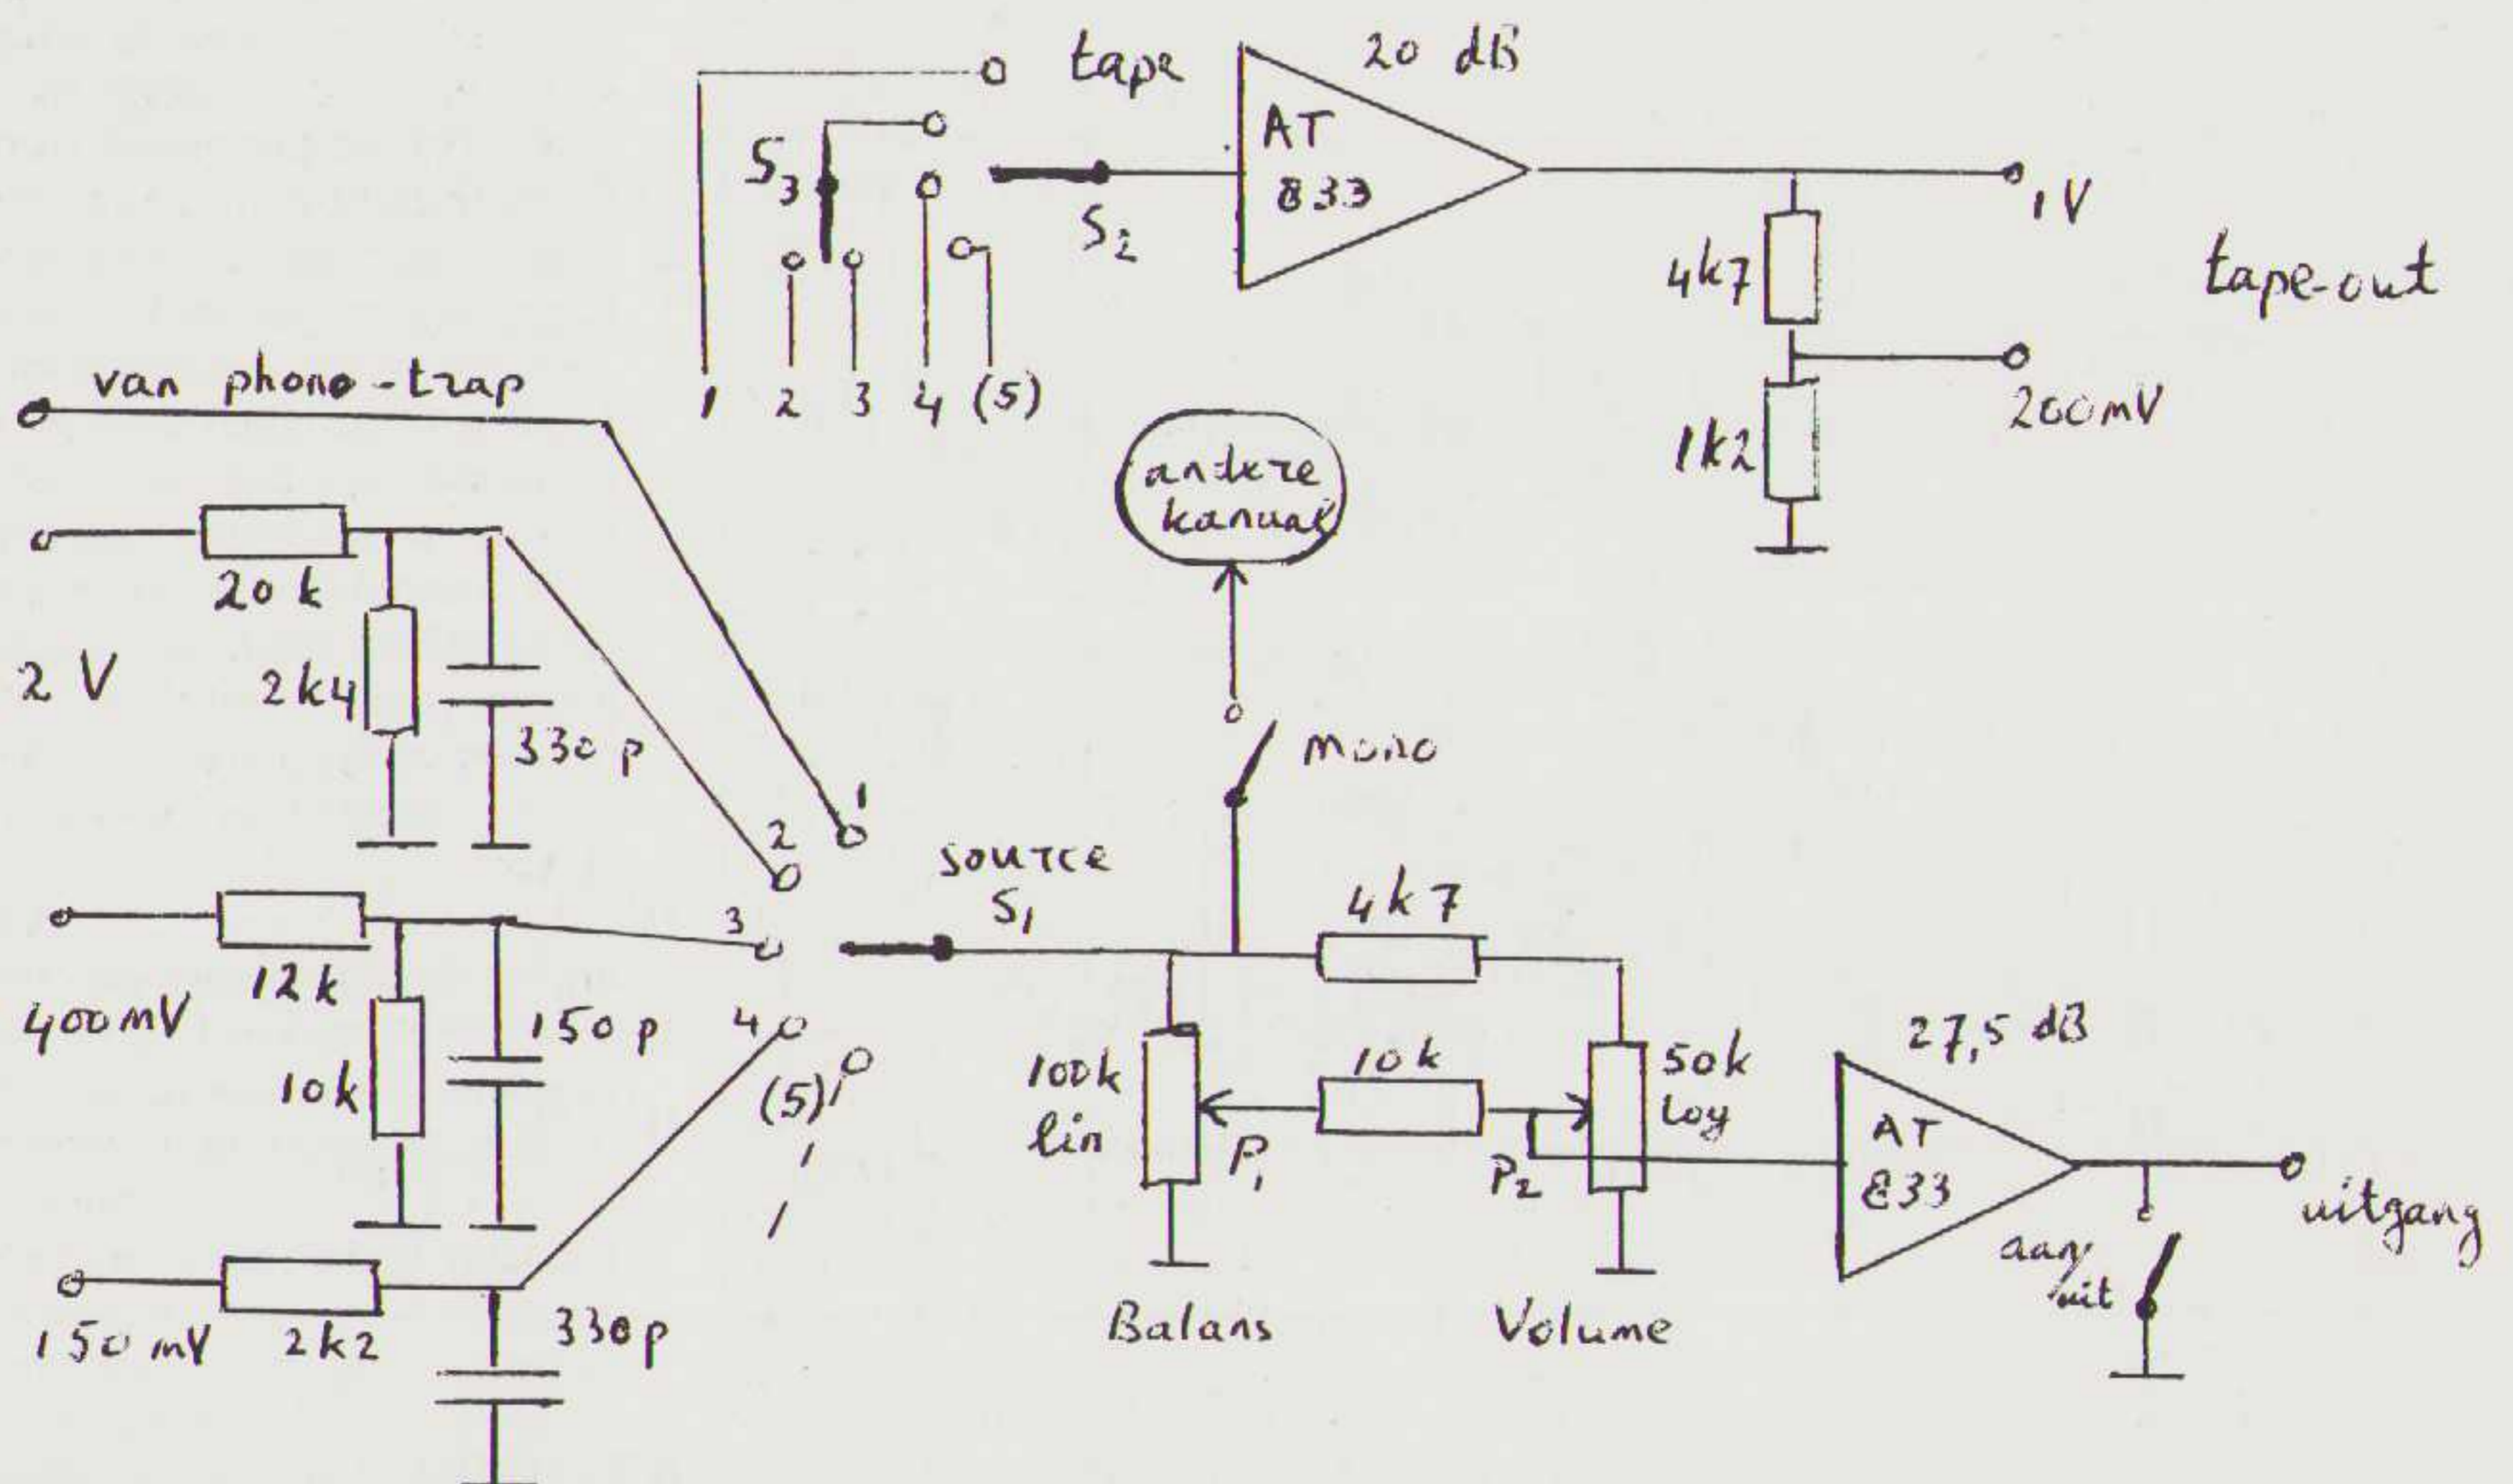 tape
20 dB
AT
833
S3
S2
1V
4k7
tape-out
200mV
1k2
1 2 3 4 (5)
van phono-trap
andere
kanaal
20 k
2 V
2k4
330 p
mono
1
2
3
4
(5)
source
S1
4k7
12k
400mV
10k
150 p
100k
lin
P1
10k
P2
50k
log
27,5 dB
AT
833
uitgang
aan/
uit
150 mV
2k2
330p
Balans
Volume